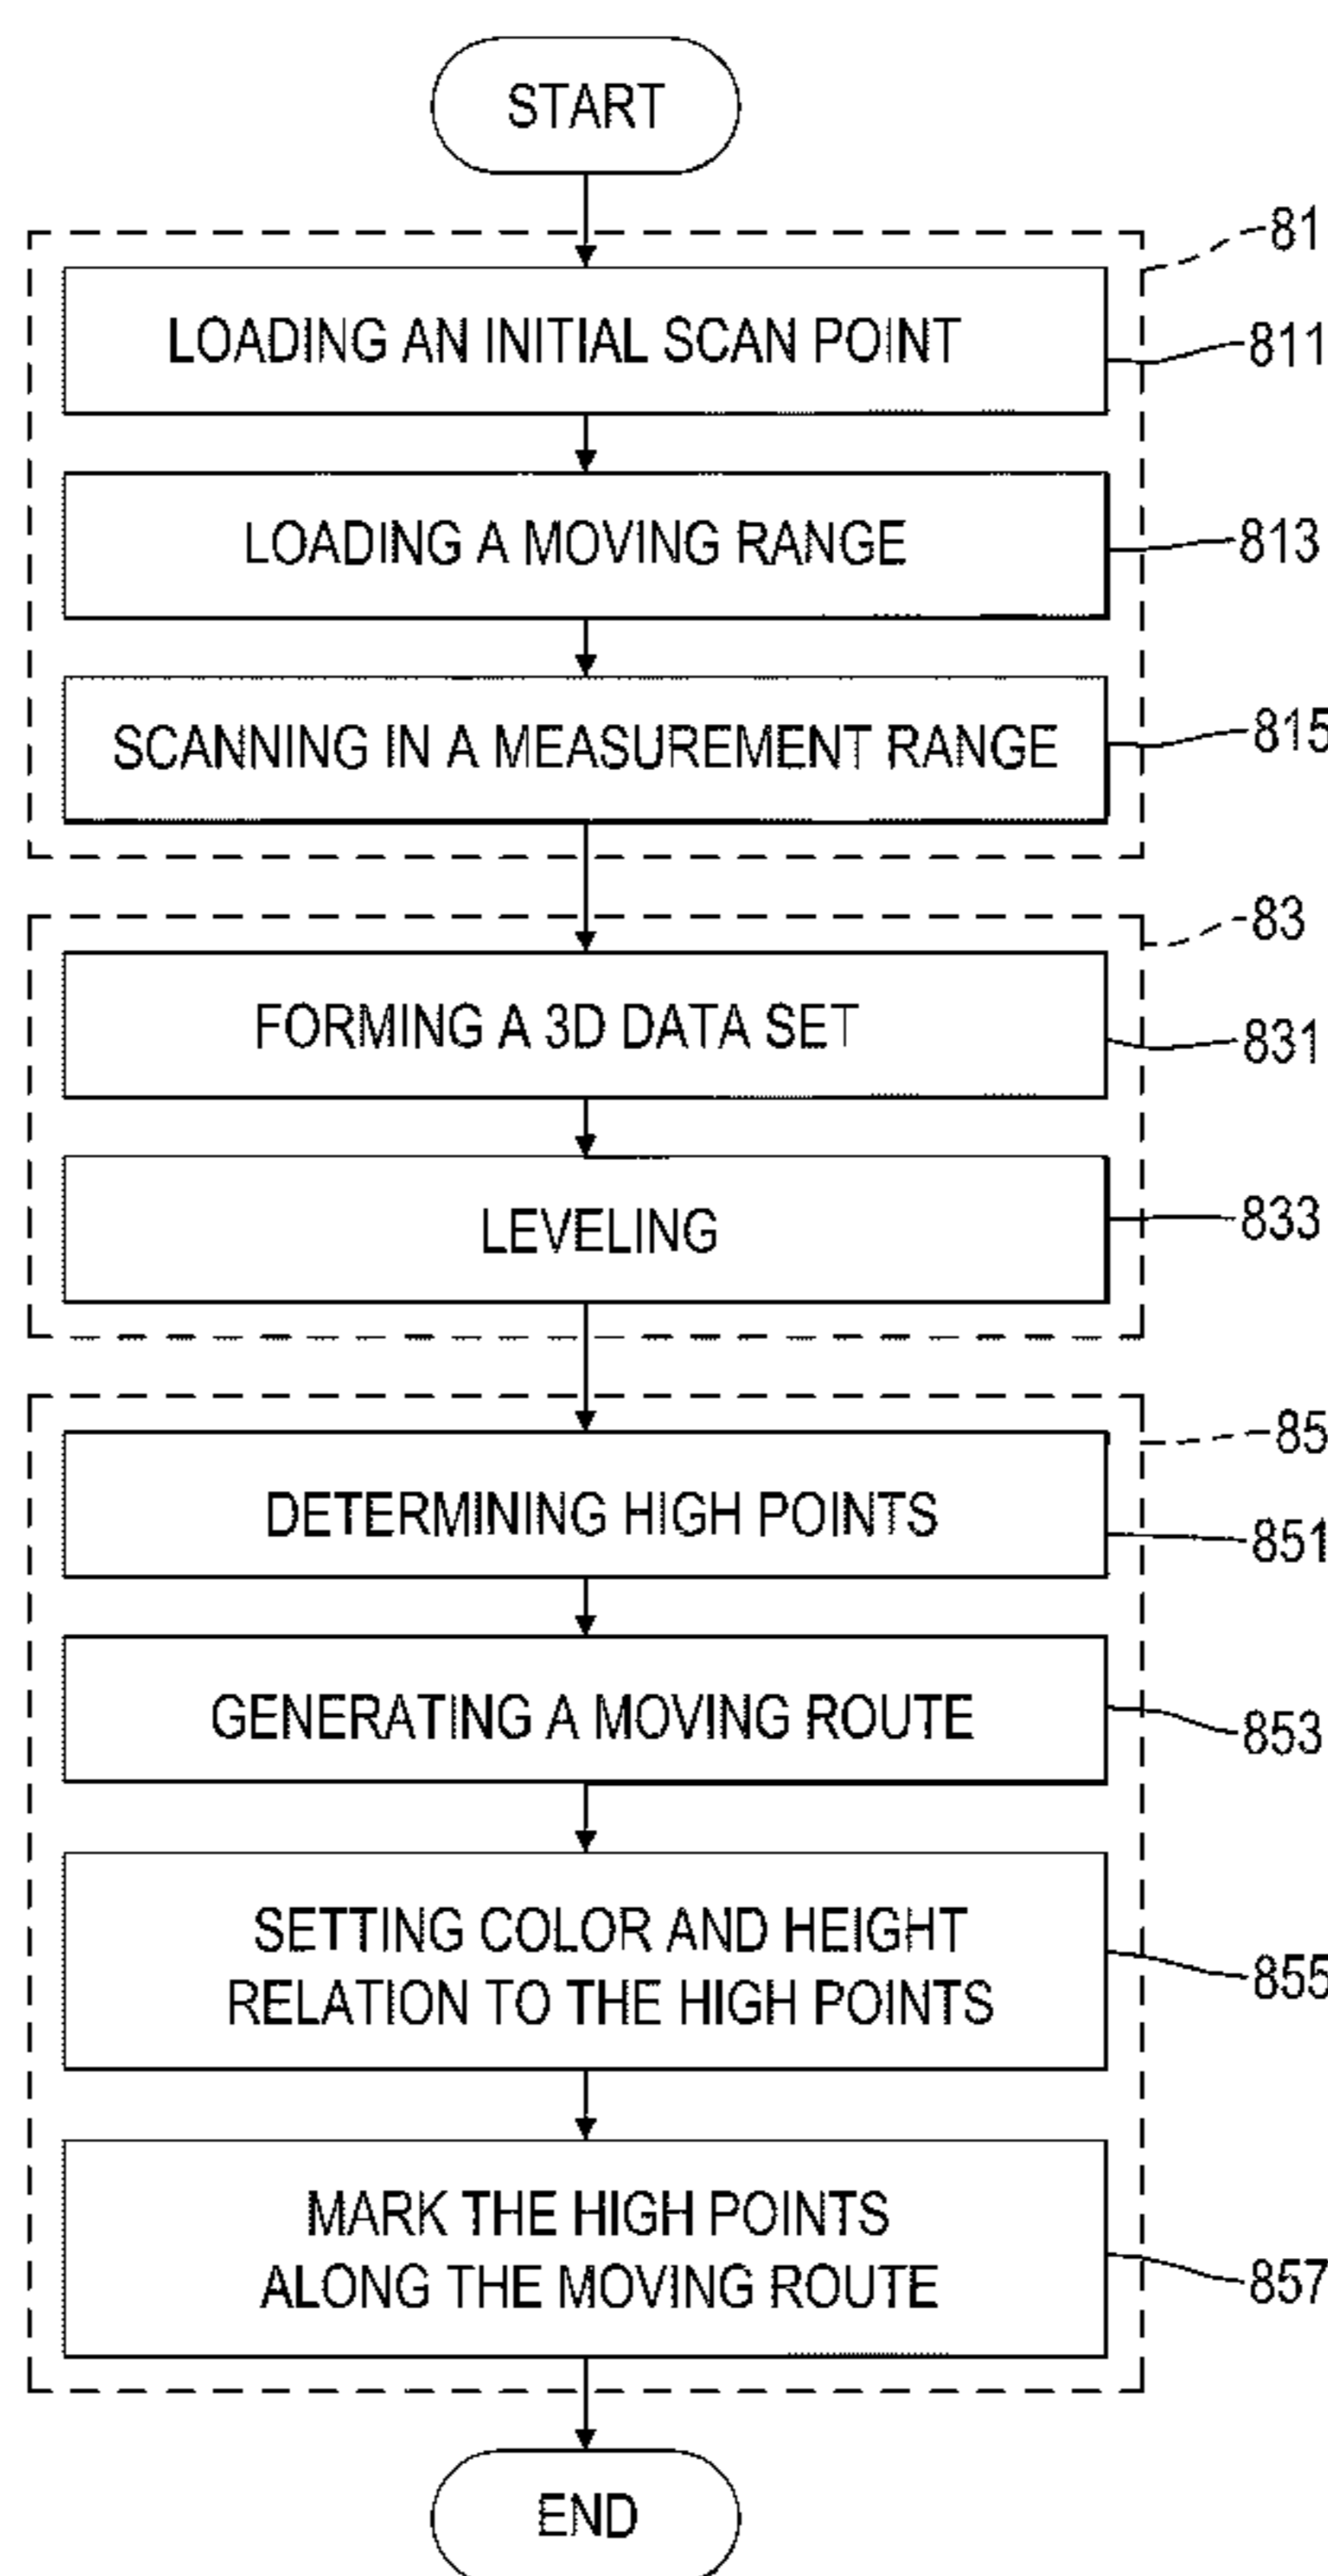 START
81
LOADING AN INITIAL SCAN POINT
811
LOADING A MOVING RANGE
813
SCANNING IN A MEASUREMENT RANGE
815
83
FORMING A 3D DATA SET
831
LEVELING
833
85
DETERMINING HIGH POINTS
851
GENERATING A MOVING ROUTE
853
SETTING COLOR AND HEIGHT
RELATION TO THE HIGH POINTS
855
MARK THE HIGH POINTS
ALONG THE MOVING ROUTE
857
END